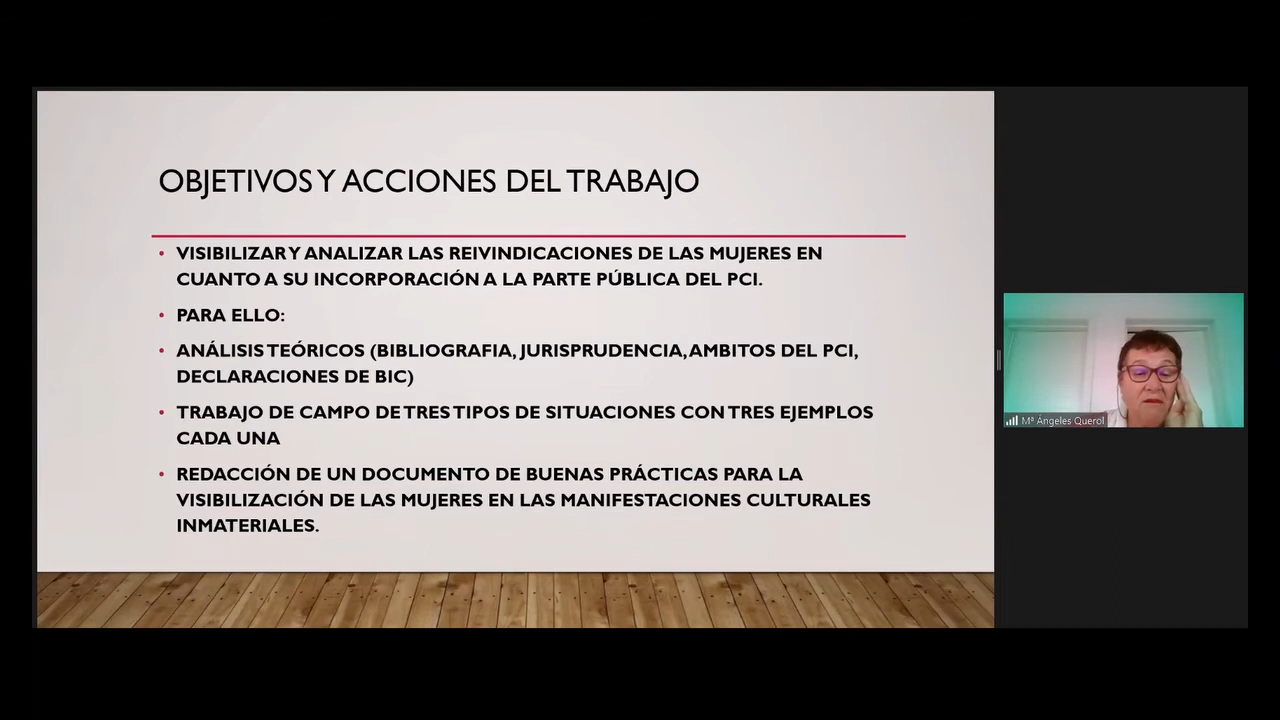 OBJETIVOS Y ACCIONES DEL TRABAJO
• VISIBILIZAR Y ANALIZAR LAS REIVINDICACIONES DE LAS MUJERES EN
CUANTO A SU INCORPORACIÓN A LA PARTE PÚBLICA DEL PCI.
• PARA ELLO:
• ANÁLISIS TEÓRICOS (BIBLIOGRAFIA, JURISPRUDENCIA, AMBITOS DEL PCI,
DECLARACIONES DE BIC)
• TRABAJO DE CAMPO DE TRES TIPOS DE SITUACIONES CON TRES EJEMPLOS
CADA UNA
• REDACCIÓN DE UN DOCUMENTO DE BUENAS PRÁCTICAS PARA LA
VISIBILIZACIÓN DE LAS MUJERES EN LAS MANIFESTACIONES CULTURALES
INMATERIALES.
Mª Ángeles Querol